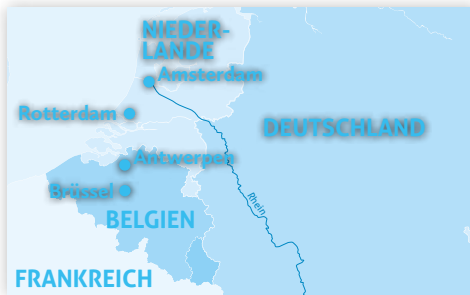 NIEDER-
LANDE
Amsterdam
Rotterdam
DEUTSCHLAND
Antwerpen
Brüssel
Rhein
BELGIEN
FRANKREICH